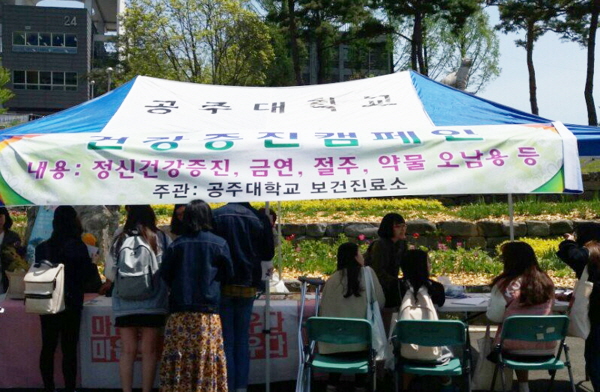 24
공주대학교
건강증진캠페인
내용: 정신건강증진, 금연, 절주, 약물 오남용 등
주관: 공주대학교 보건진료소